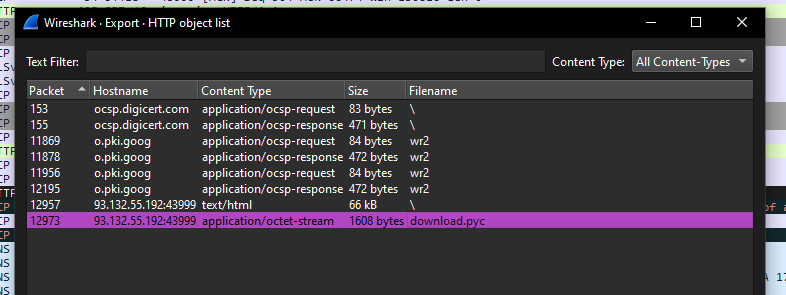 Wireshark · Export · HTTP object list
Text Filter: Content Type: All Content-Types
Packet Hostname Content Type Size Filename
153 ocsp.digicert.com application/ocsp-request 83 bytes \
155 ocsp.digicert.com application/ocsp-response 471 bytes \
11869 o.pki.goog application/ocsp-request 84 bytes wr2
11878 o.pki.goog application/ocsp-response 472 bytes wr2
11956 o.pki.goog application/ocsp-request 84 bytes wr2
12195 o.pki.goog application/ocsp-response 472 bytes wr2
12957 93.132.55.192:43999 text/html 66 kB \
12973 93.132.55.192:43999 application/octet-stream 1608 bytes download.pyc